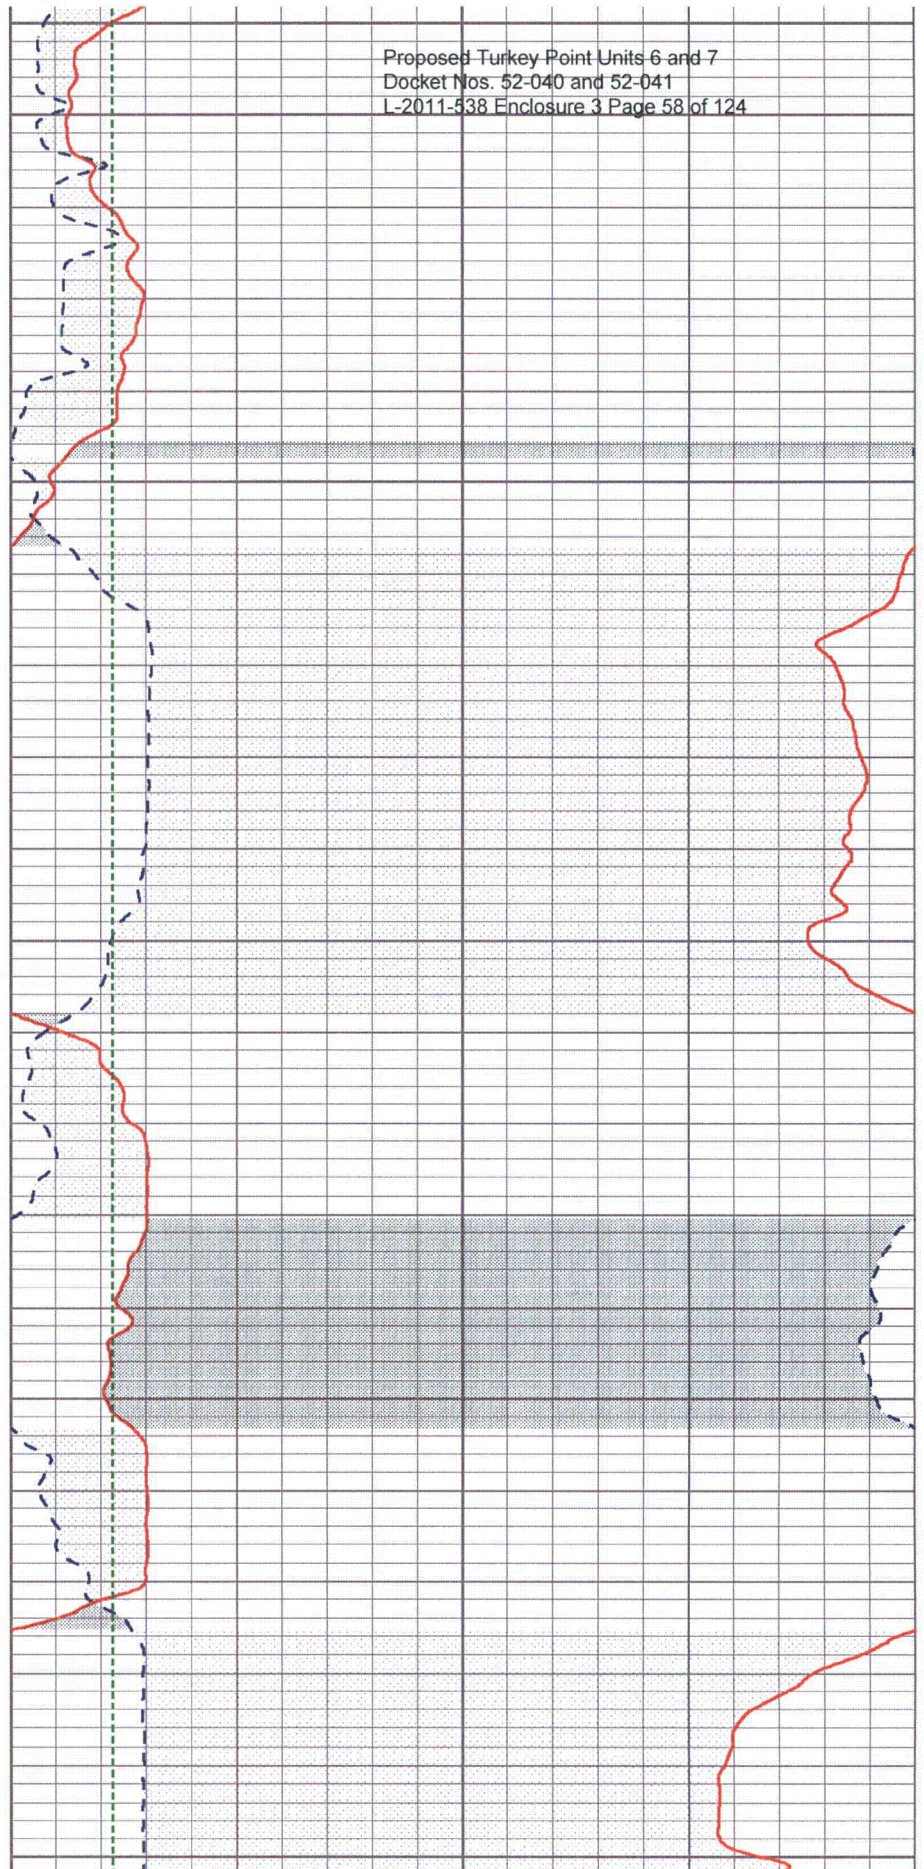 Proposed Turkey Point Units 6 and 7
Docket Nos. 52-040 and 52-041
L-2011-538 Enclosure 3 Page 58 of 124